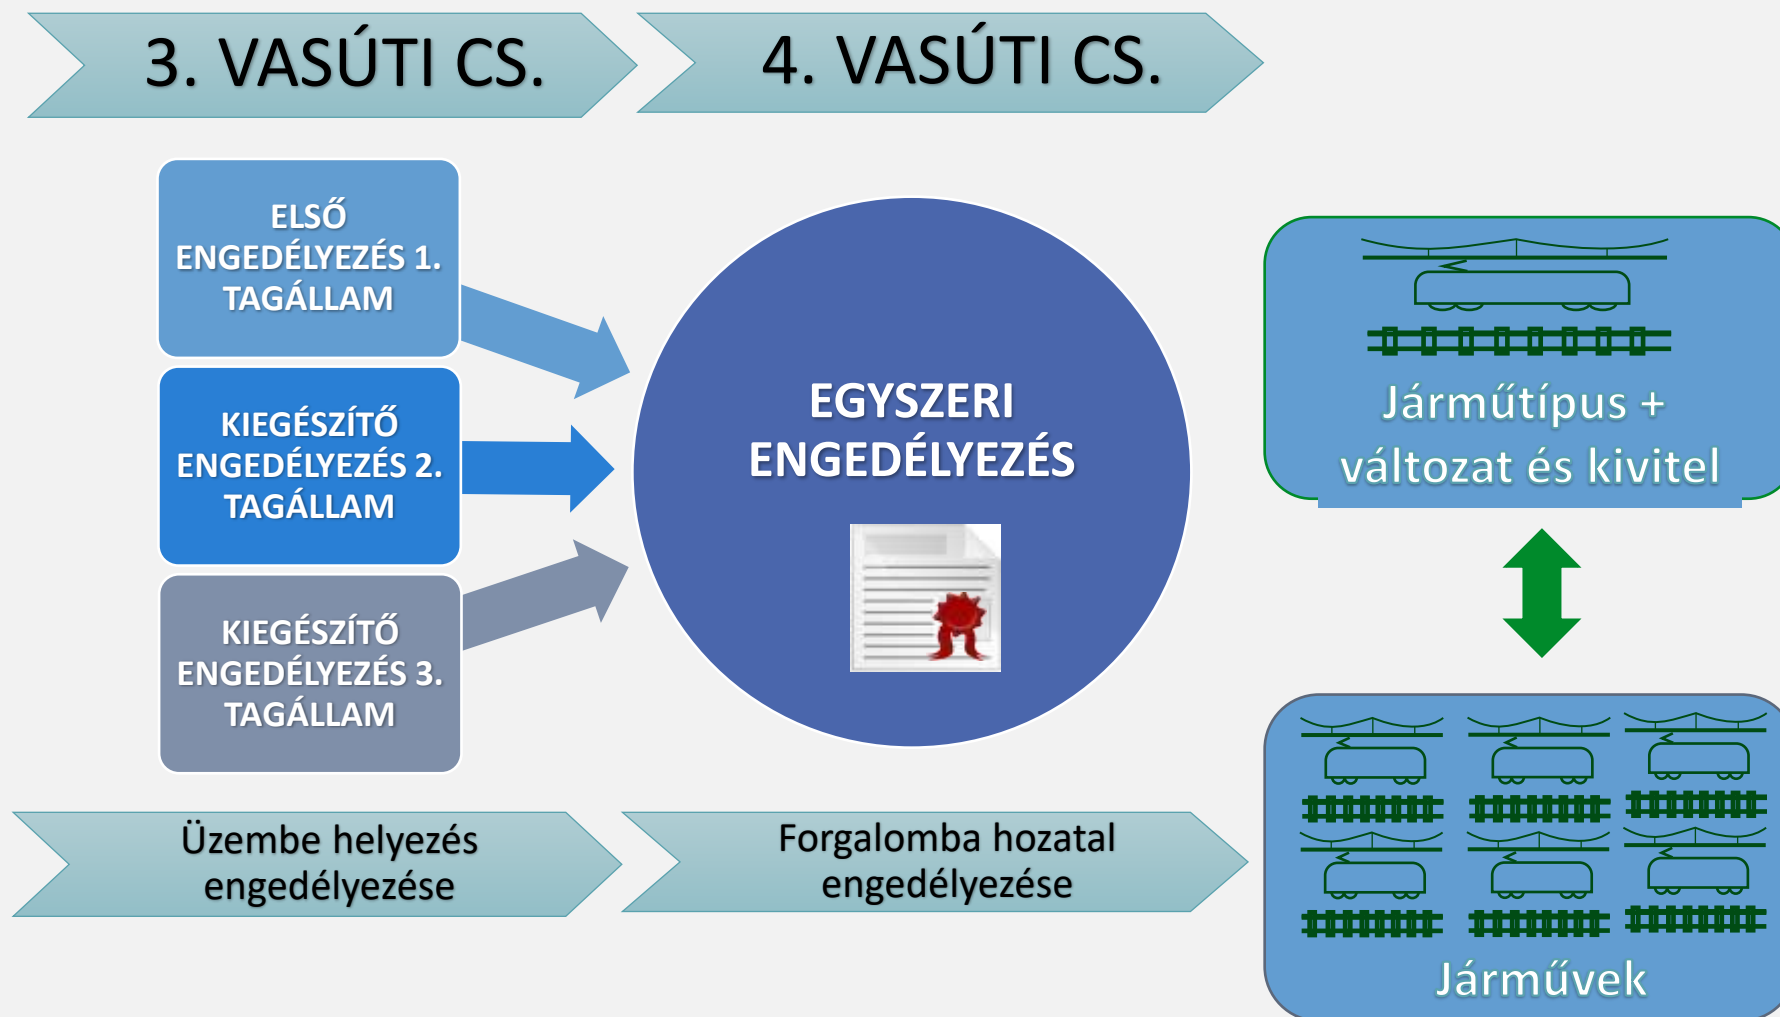 3. VASÚTI CS.
4. VASÚTI CS.
ELSŐ
ENGEDÉLYEZÉS 1.
TAGÁLLAM
KIEGÉSZÍTŐ
ENGEDÉLYEZÉS 2.
TAGÁLLAM
KIEGÉSZÍTŐ
ENGEDÉLYEZÉS 3.
TAGÁLLAM
EGYSZERI
ENGEDÉLYEZÉS
Járműtípus +
változat és kivitel
Járművek
Üzembe helyezés
engedélyezése
Forgalomba hozatal
engedélyezése